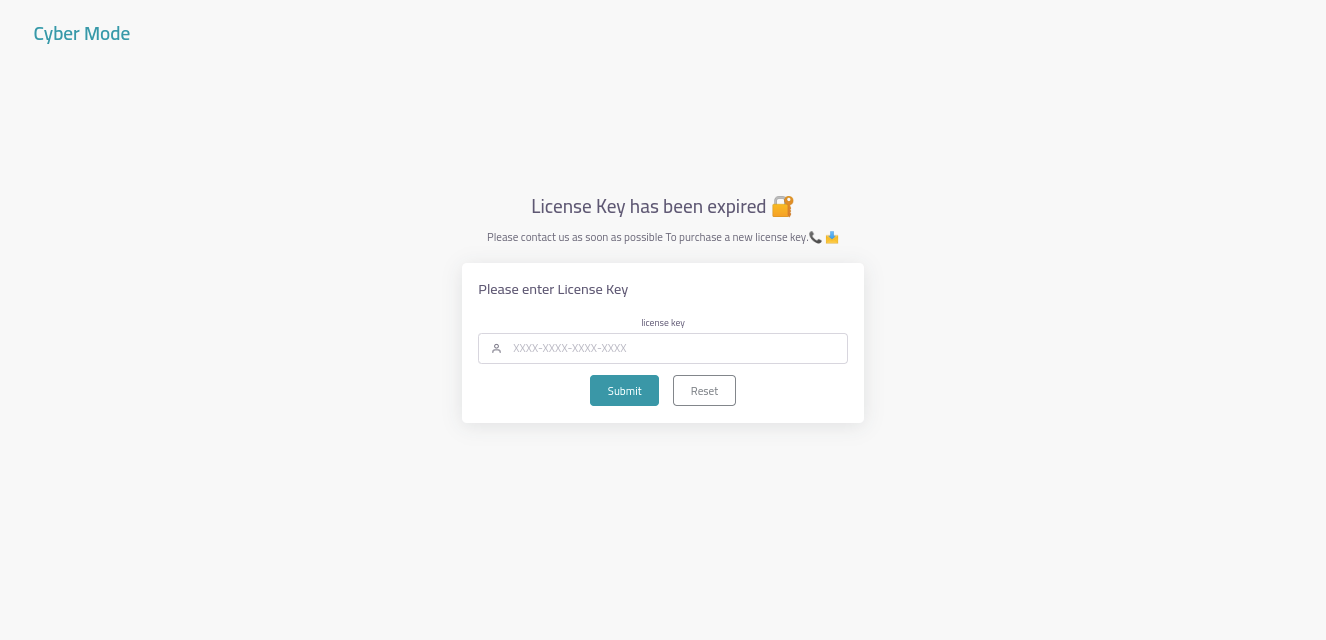 Cyber Mode
License Key has been expired 🔐
Please contact us as soon as possible To purchase a new license key.📞 📩
Please enter License Key
license key
XXXX-XXXX-XXXX-XXXX
Submit
Reset